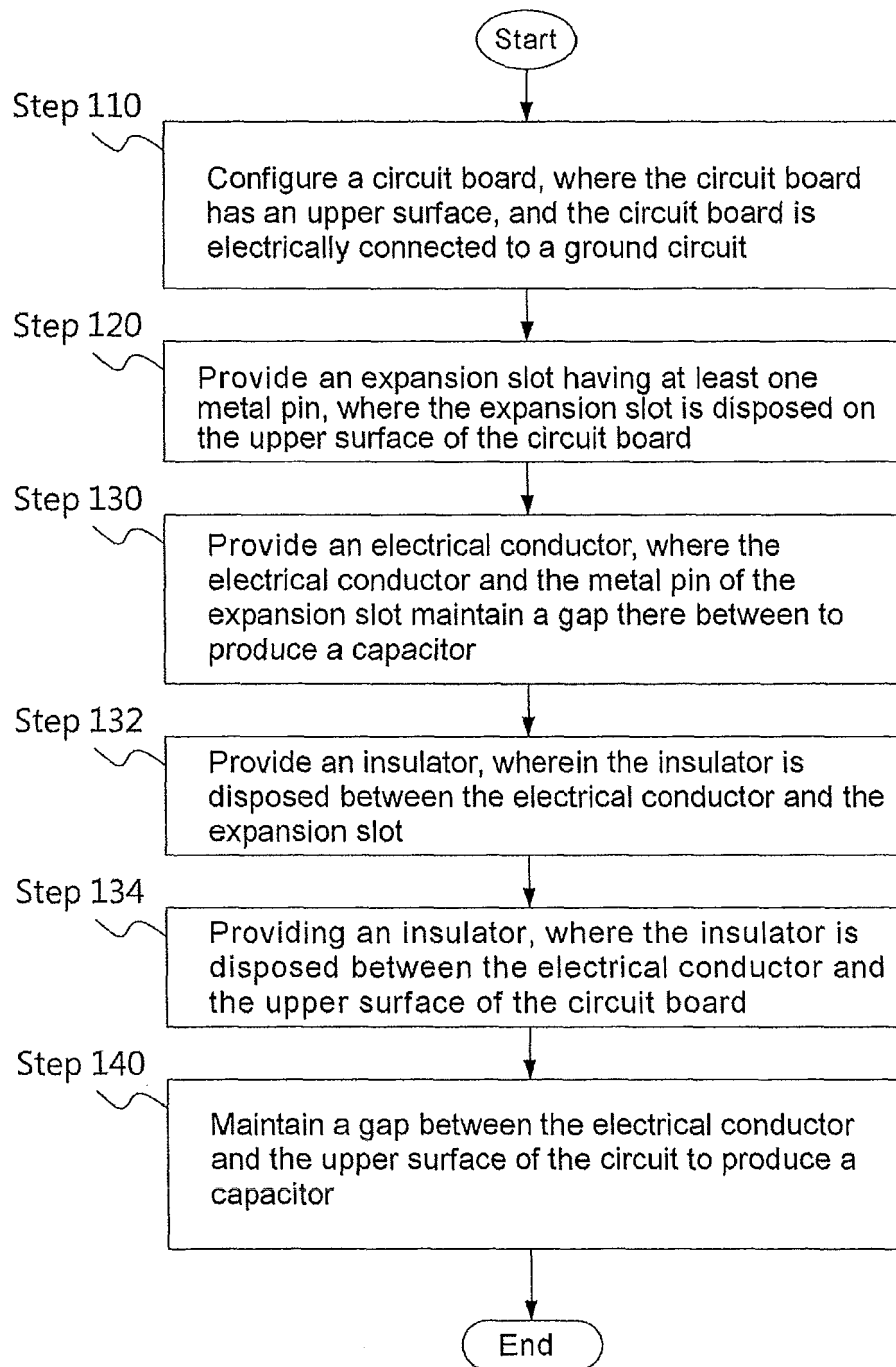 Start
Step 110
Configure a circuit board, where the circuit board
has an upper surface, and the circuit board is
electrically connected to a ground circuit
Step 120
Provide an expansion slot having at least one
metal pin, where the expansion slot is disposed on
the upper surface of the circuit board
Step 130
Provide an electrical conductor, where the
electrical conductor and the metal pin of the
expansion slot maintain a gap there between to
produce a capacitor
Step 132
Provide an insulator, wherein the insulator is
disposed between the electrical conductor and the
expansion slot
Step 134
Providing an insulator, where the insulator is
disposed between the electrical conductor and
the upper surface of the circuit board
Step 140
Maintain a gap between the electrical conductor
and the upper surface of the circuit to produce a
capacitor
End